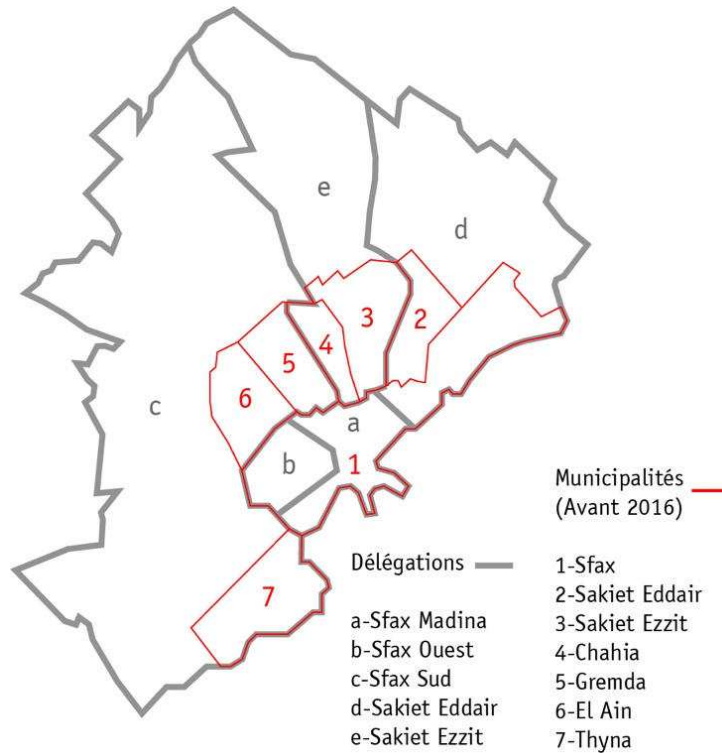 e
d
3
2
4
5
6
c
a
b
1
7
Municipalités
(Avant 2016)
Délégations
a-Sfax Madina
b-Sfax Ouest
c-Sfax Sud
d-Sakiet Eddair
e-Sakiet Ezzit
1-Sfax
2-Sakiet Eddair
3-Sakiet Ezzit
4-Chahia
5-Gremda
6-El Ain
7-Thyna